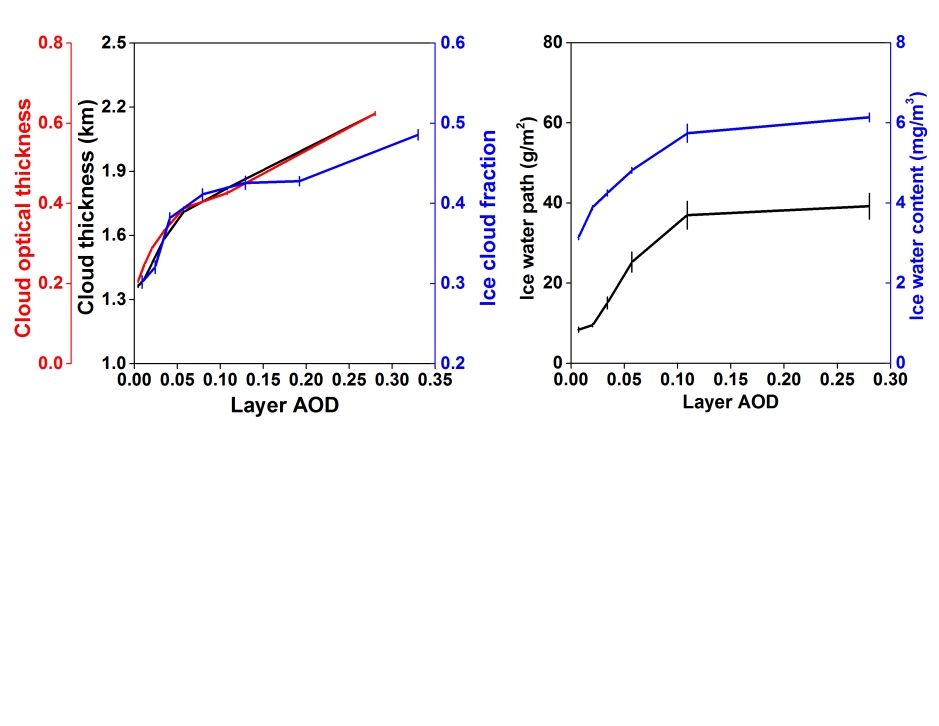 Cloud optical thickness
0.8
0.6
0.4
0.2
0.0
Cloud thickness (km)
2.5
2.2
1.9
1.6
1.3
1.0
0.6
0.5
0.4
0.3
0.2
Ice cloud fraction
0.00 0.05 0.10 0.15 0.20 0.25 0.30 0.35
Layer AOD
Ice water path (g/m²)
80
60
40
20
0
8
6
4
2
0
Ice water content (mg/m³)
0.00 0.05 0.10 0.15 0.20 0.25 0.30
Layer AOD